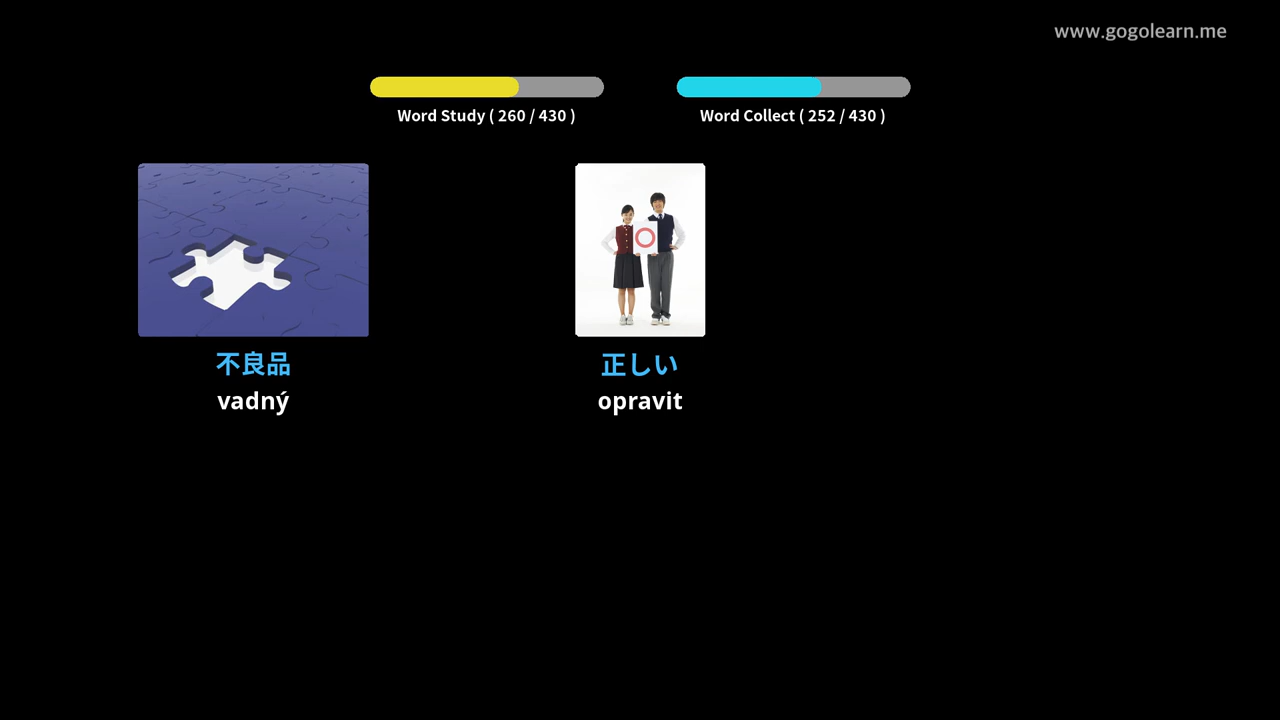 www.gogolearn.me
Word Study ( 260 / 430 )
Word Collect ( 252 / 430 )
不良品
vadný
正しい
opravit